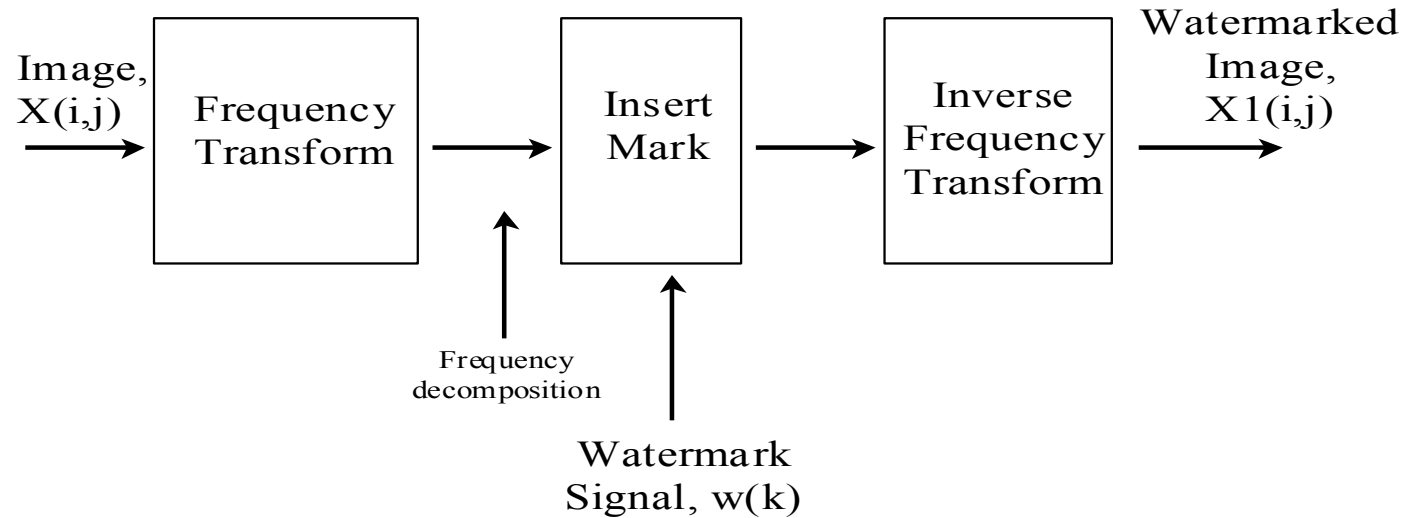 Image,
X(i,j)
Frequency
Transform
Frequency
decomposition
Insert
Mark
Watermark
Signal, w(k)
Inverse
Frequency
Transform
Watermarked
Image,
X1(i,j)